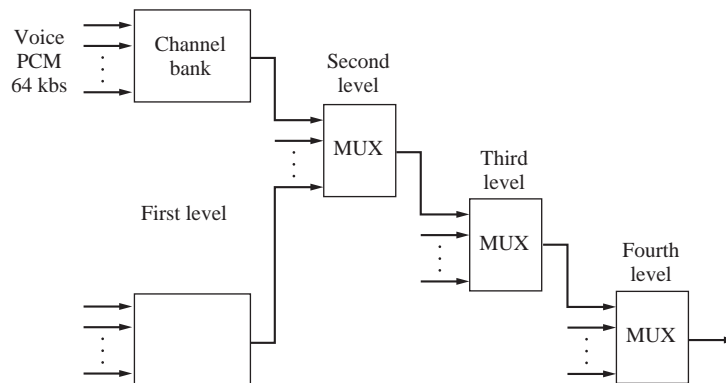 Voice
PCM
64 kbs
Channel
bank
Second
level
MUX
First level
Third
level
MUX
Fourth
level
MUX